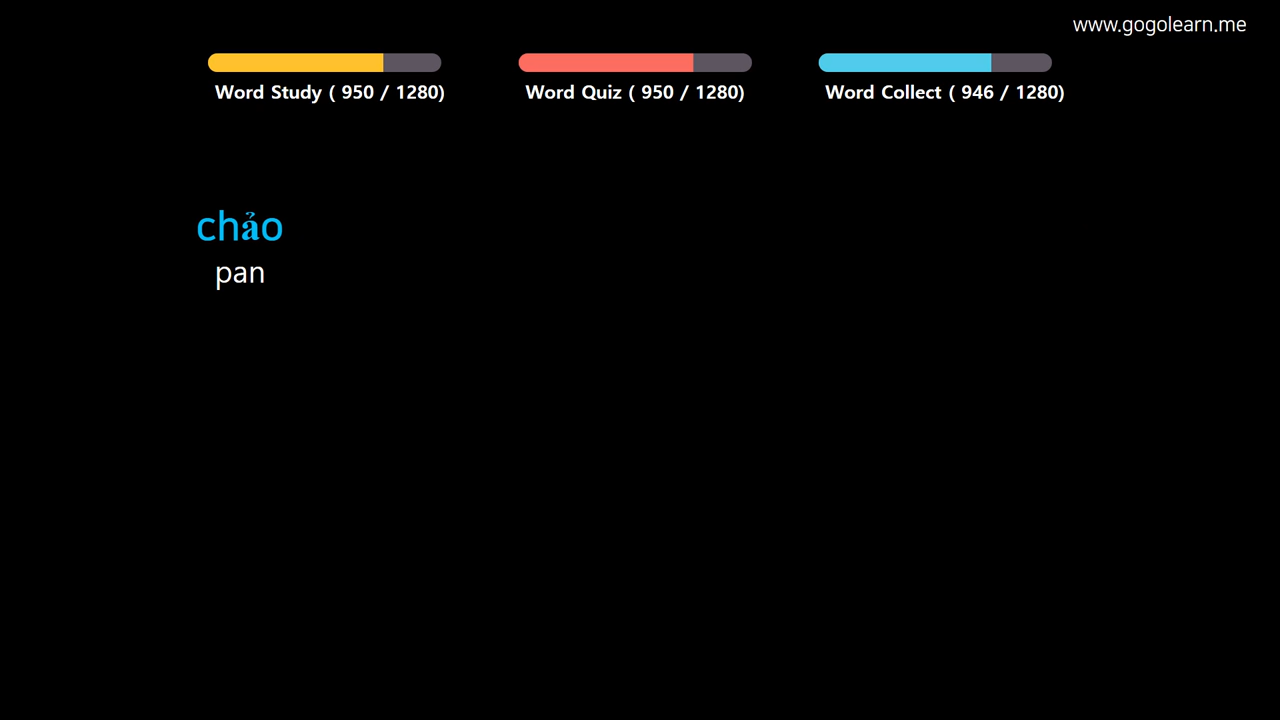 www.gogolearn.me
Word Study ( 950 / 1280)
Word Quiz ( 950 / 1280)
Word Collect ( 946 / 1280)
chảo
pan